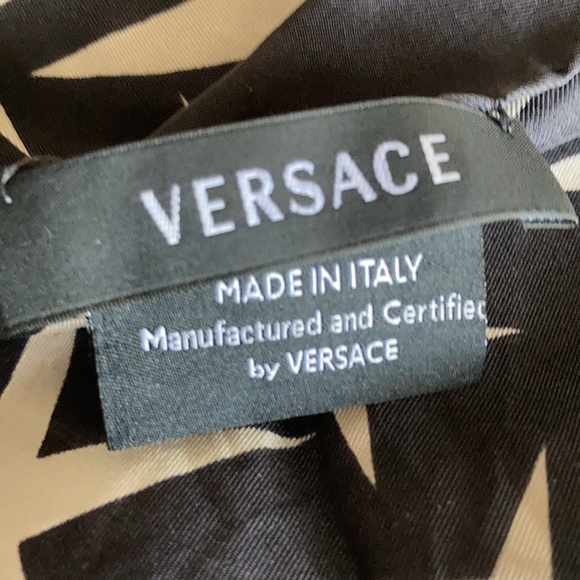 VERSACE
MADE IN ITALY
Manufactured and Certified
by VERSACE